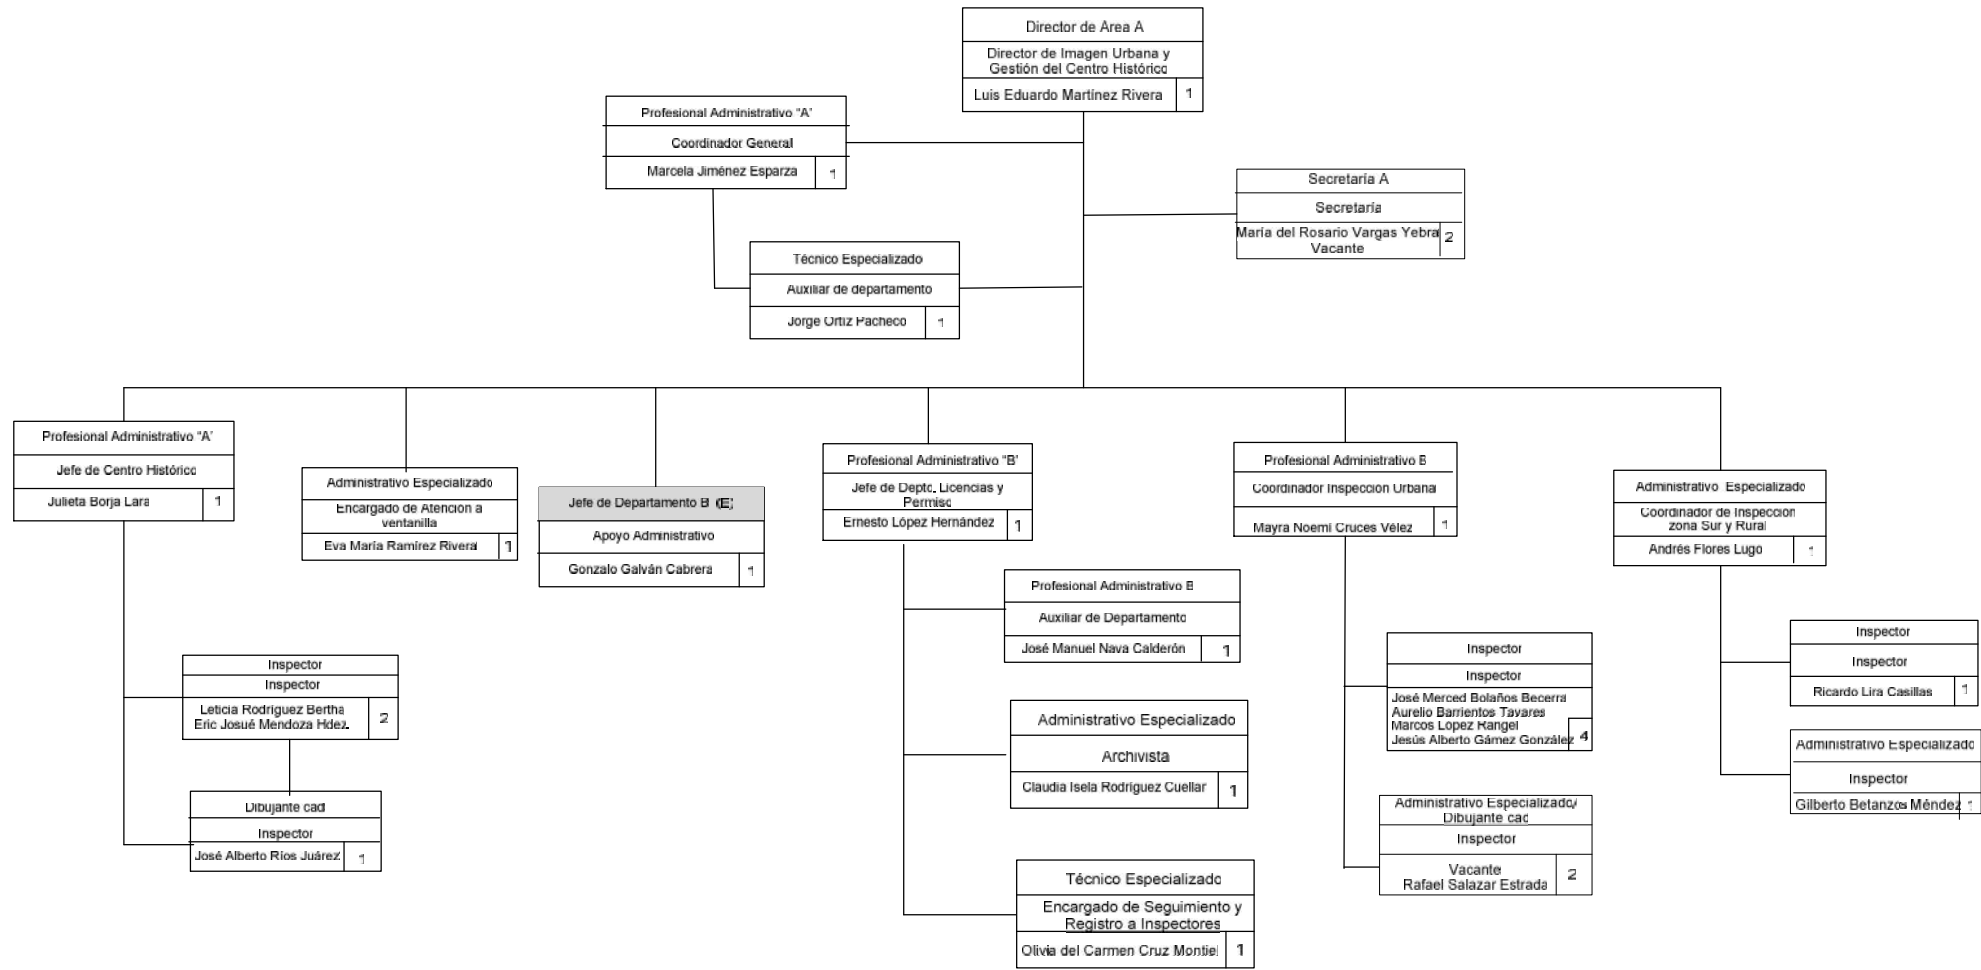 Director de Area A
Director de Imagen Urbana y
Gestión del Centro Histórico
Luis Eduardo Martínez Rivera 1
Profesional Administrativo "A"
Coordinador General
Marcela Jiménez Esparza 1
Secretaría A
Secretaría
María del Rosario Vargas Yebra
Vacante
2
Técnico Especializado
Auxiliar de departamento
Jorge Ortiz Pacheco 1
Profesional Administrativo "A"
Jefe de Centro Histórico
Julieta Borja Lara 1
Administrativo Especializado
Encargado de Atención a
ventanilla
Eva María Ramírez Rivera 1
Jefe de Departamento B (E)
Apoyo Administrativo
Gonzalo Galván Cabrera 1
Profesional Administrativo "B"
Jefe de Depto. Licencias y
Permiso
Ernesto López Hernández 1
Profesional Administrativo B
Coordinador Inspección Urbana
Mayra Noemi Cruces Vélez 1
Administrativo Especializado
Coordinador de Inspección
zona Sur y Rural
Andrés Flores Lugo 1
Inspector
Inspector
Leticia Rodríguez Bertha
Eric Josué Mendoza Hdez.
2
Dibujante cad
Inspector
José Alberto Ríos Juárez 1
Profesional Administrativo B
Auxiliar de Departamento
José Manuel Nava Calderón 1
Administrativo Especializado
Archivista
Claudia Isela Rodríguez Cuellar 1
Técnico Especializado
Encargado de Seguimiento y
Registro a Inspectores
Olivia del Carmen Cruz Montiel 1
Inspector
Inspector
José Merced Bolaños Becerra
Aurelio Barrientos Tavares
Marcos López Rangel
Jesús Alberto Gámez González 4
Administrativo Especializado/
Dibujante cad
Inspector
Vacante
Rafael Salazar Estrada
2
Inspector
Inspector
Ricardo Lira Casillas 1
Administrativo Especializado
Inspector
Gilberto Betanzos Méndez 1